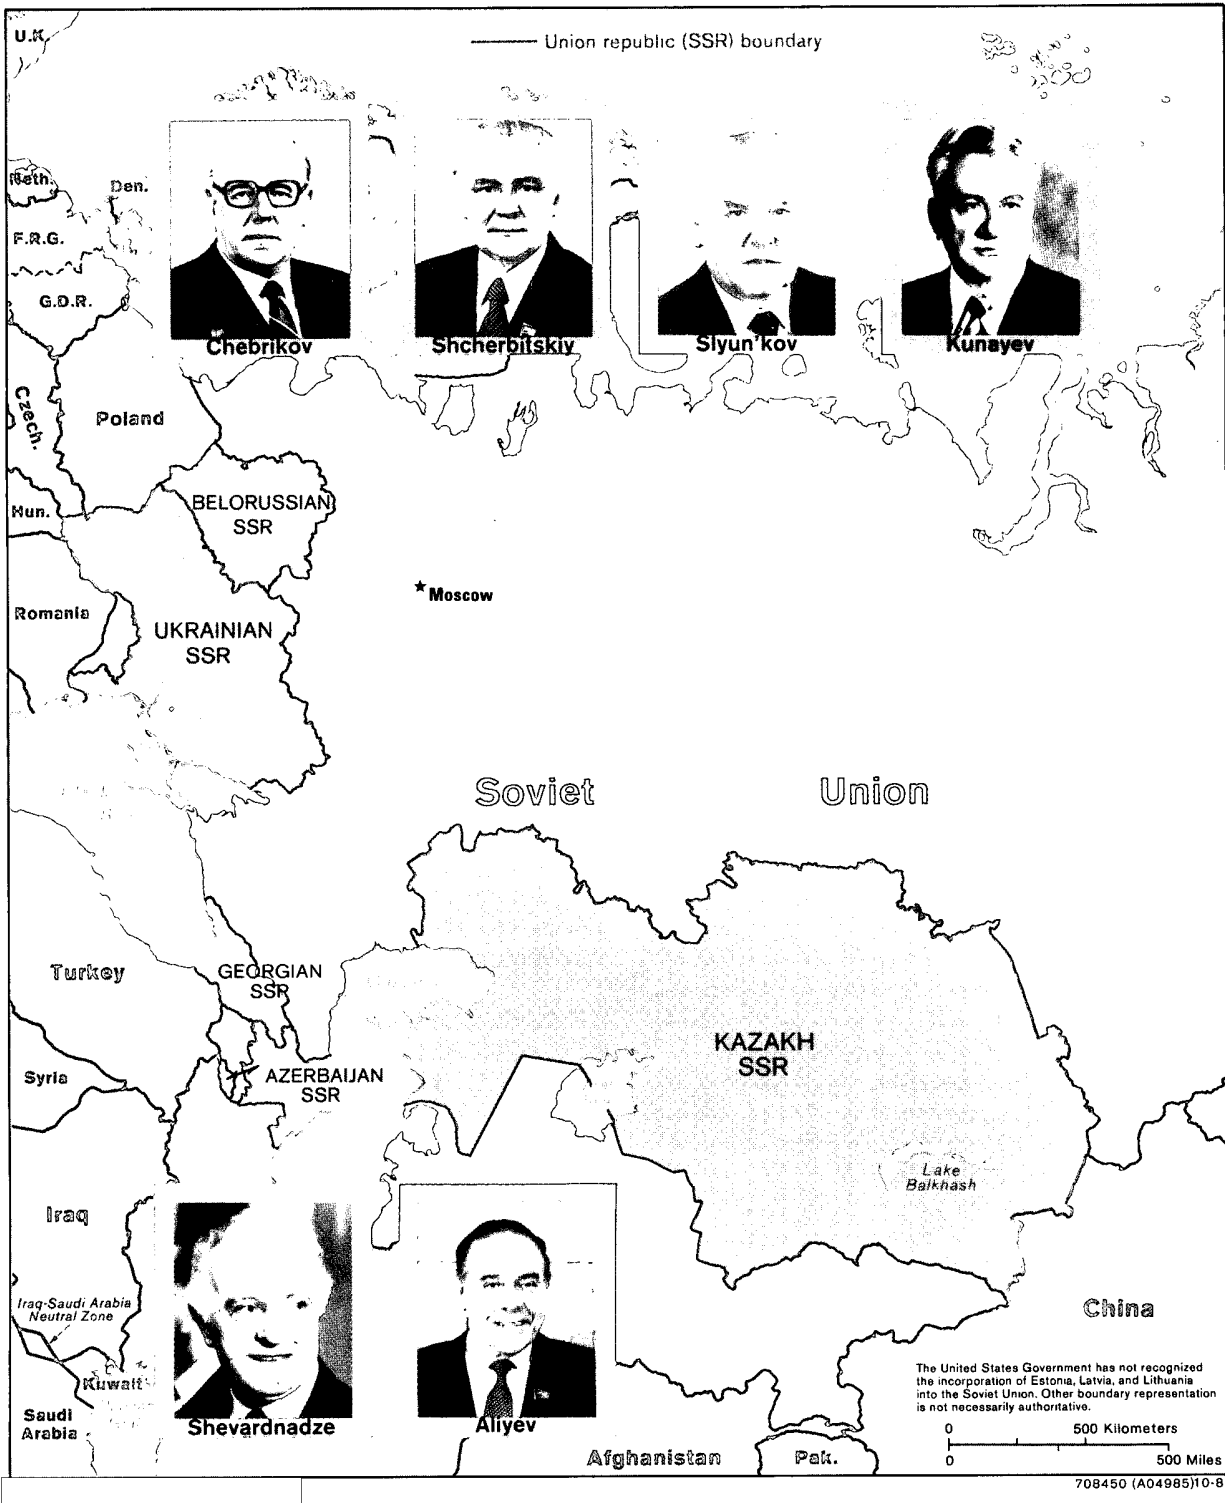 U.K.
Union republic (SSR) boundary
Neth.
Den.
F.R.G.
G.D.R.
Chebrikov
Shcherbitskiy
Slyun'kov
Kunayev
Czech.
Poland
BELORUSSIAN
SSR
Hun.
Moscow
Romania
UKRAINIAN
SSR
Soviet Union
Turkey
GEORGIAN
SSR
KAZAKH
SSR
Syria
AZERBAIJAN
SSR
Lake
Balkhash
Iraq
Iraq-Saudi Arabia
Neutral Zone
China
Kuwait
Saudi
Arabia
Shevardnadze
Aliyev
The United States Government has not recognized
the incorporation of Estonia, Latvia, and Lithuania
into the Soviet Union. Other boundary representation
is not necessarily authoritative.
0 500 Kilometers
0 500 Miles
Afghanistan
Pak.
708450 (A04985)10-8